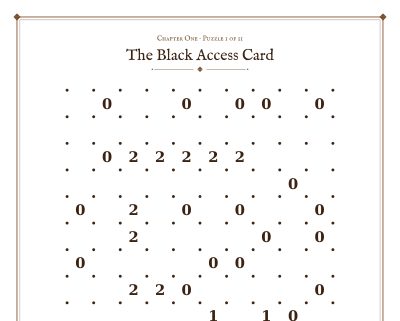 Chapter One · Puzzle 1 of 11
The Black Access Card
0 0 0 0 0
0 2 2 2 2 2
0
0 2 0 0 0
2 0 0
0 0 0
2 2 0 0
1 1 0